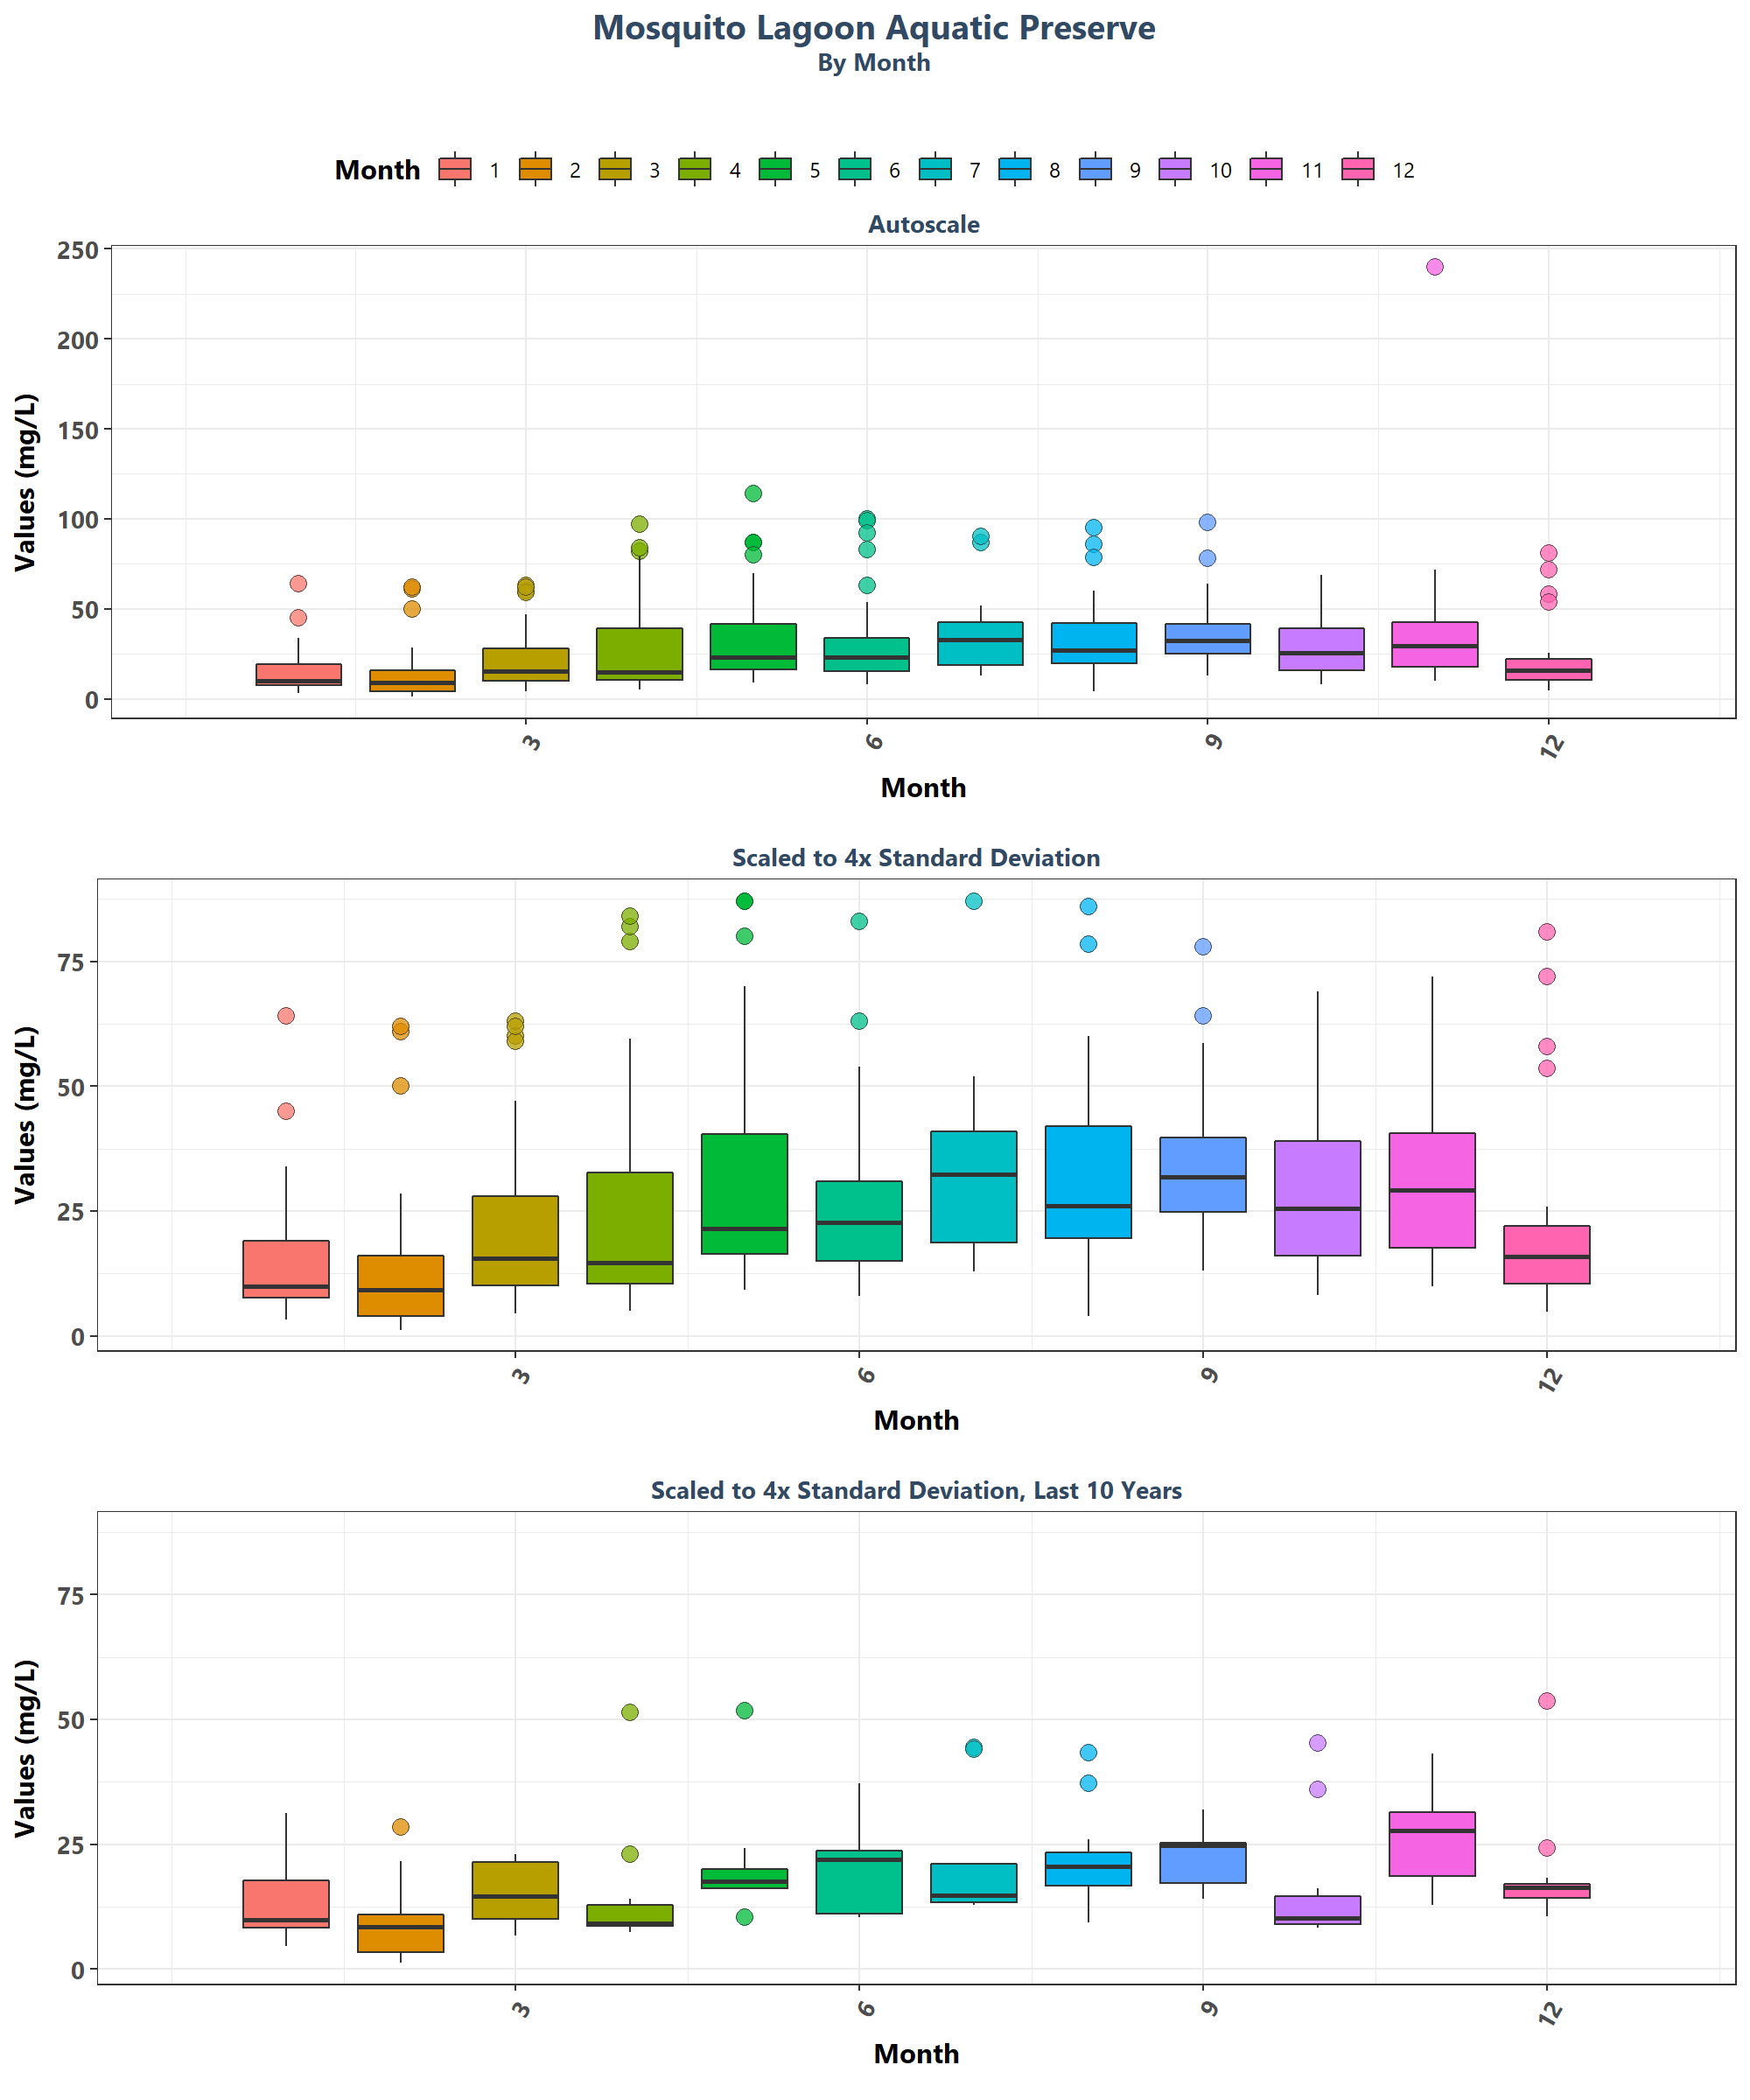 Mosquito Lagoon Aquatic Preserve
By Month
Month 1 2 3 4 5 6 7 8 9 10 11 12
Autoscale
Values (mg/L)
250
200
150
100
50
0
3 6 9 12
Month
Scaled to 4x Standard Deviation
Values (mg/L)
75
50
25
0
3 6 9 12
Month
Scaled to 4x Standard Deviation, Last 10 Years
Values (mg/L)
75
50
25
0
3 6 9 12
Month